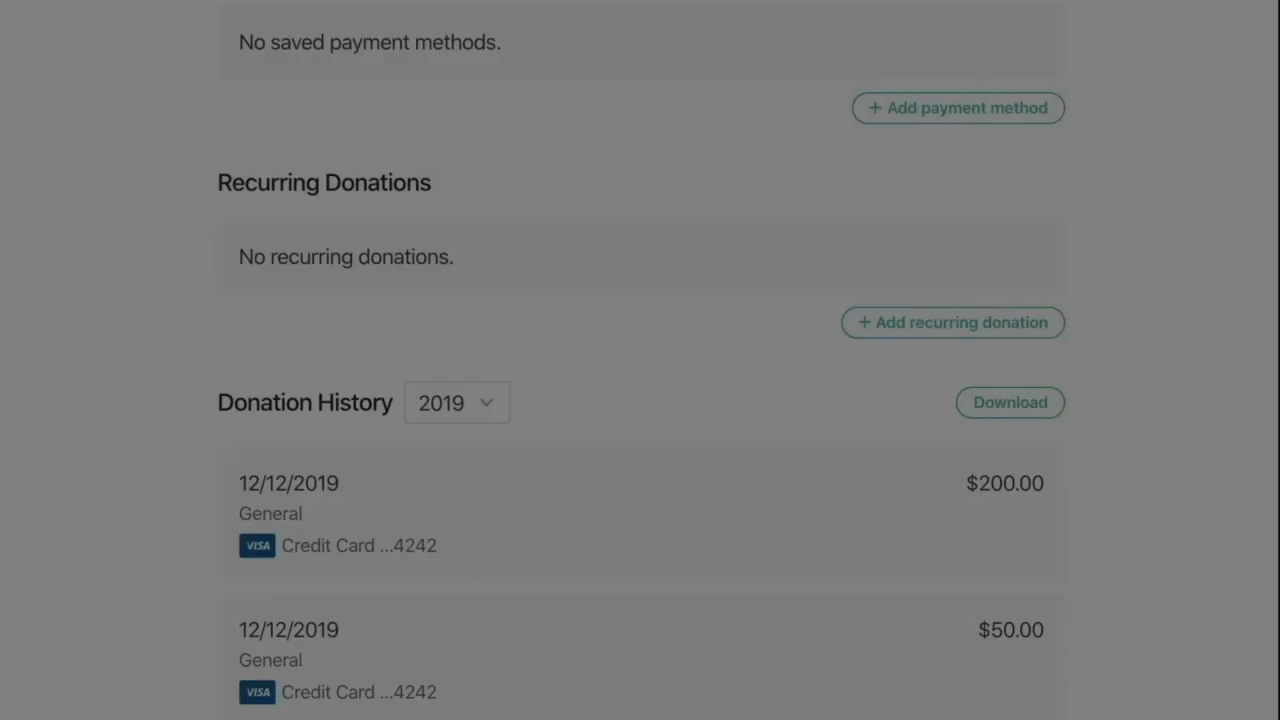 No saved payment methods.
+ Add payment method
Recurring Donations
No recurring donations.
+ Add recurring donation
Donation History 2019 Download
12/12/2019 $200.00
General
VISA Credit Card ...4242
12/12/2019 $50.00
General
VISA Credit Card ...4242